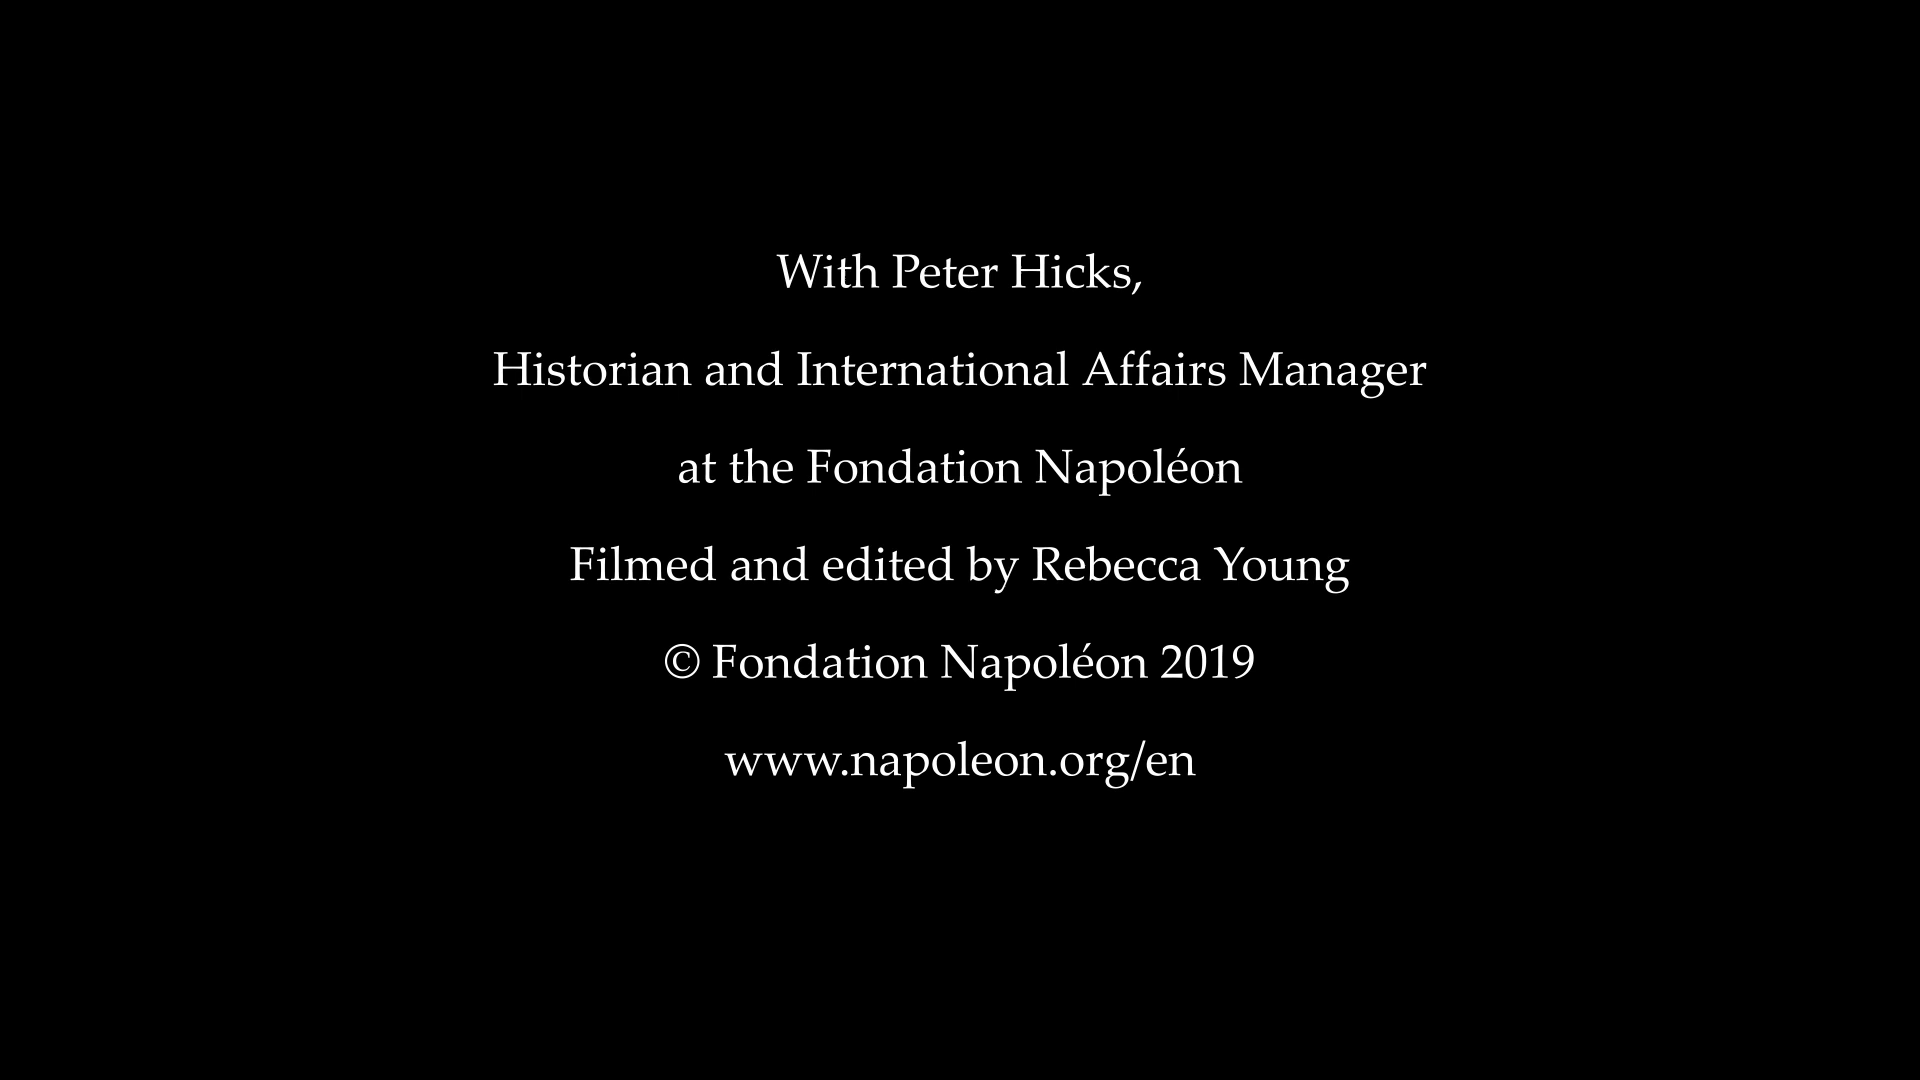 With Peter Hicks,
Historian and International Affairs Manager
at the Fondation Napoléon
Filmed and edited by Rebecca Young
© Fondation Napoléon 2019
www.napoleon.org/en